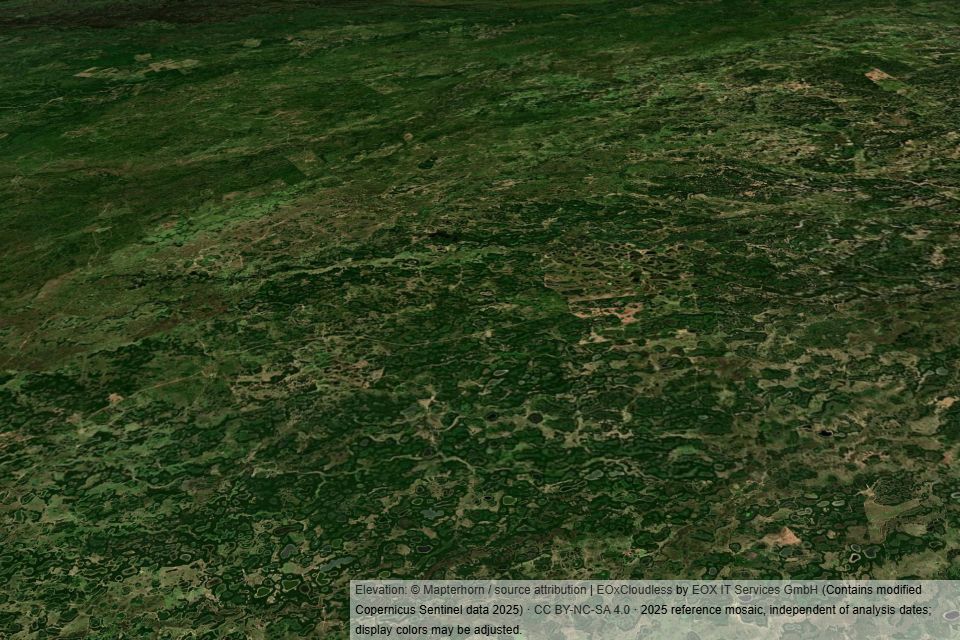 Elevation: © Mapterhorn / source attribution | EOxCloudless by EOX IT Services GmbH (Contains modified
Copernicus Sentinel data 2025) · CC BY-NC-SA 4.0 · 2025 reference mosaic, independent of analysis dates;
display colors may be adjusted.